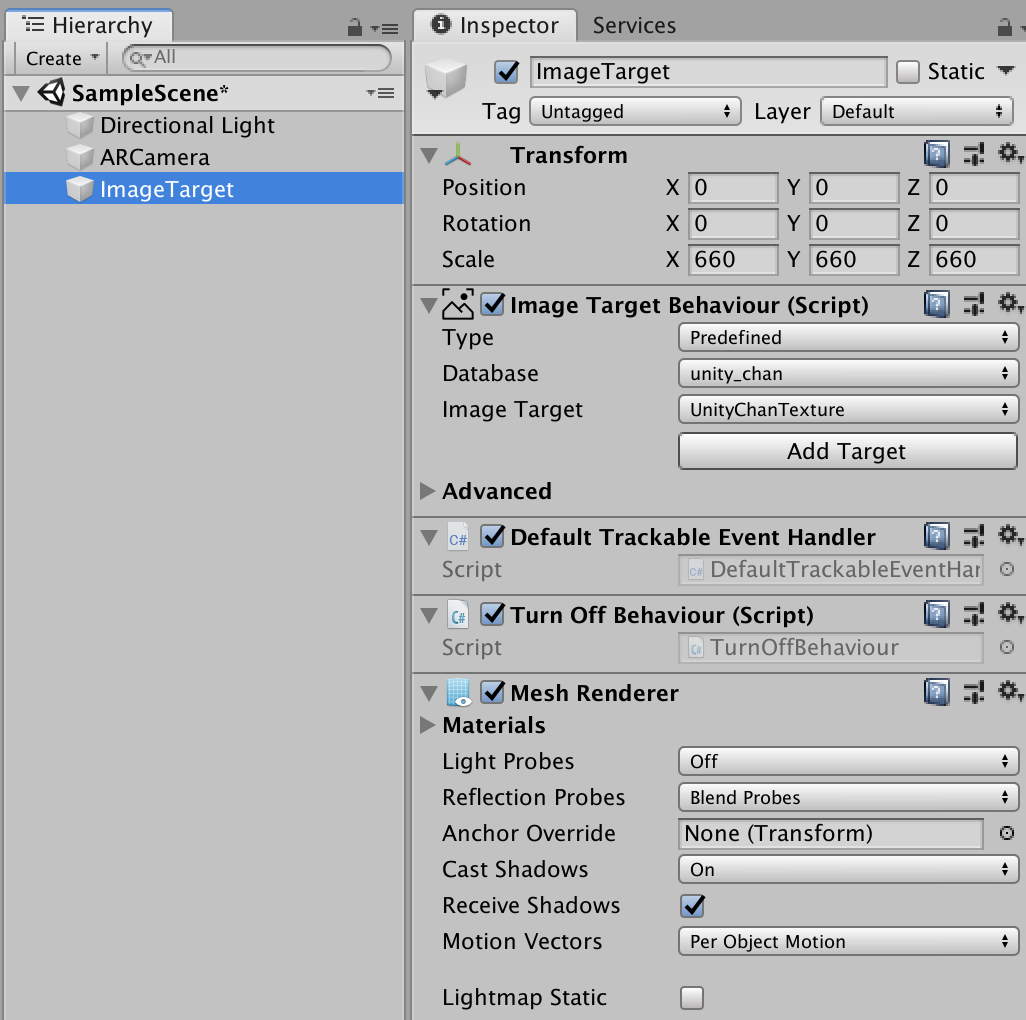 Hierarchy
Create
All
SampleScene*
Directional Light
ARCamera
ImageTarget
Inspector Services
ImageTarget Static
Tag Untagged Layer Default
Transform
Position X 0 Y 0 Z 0
Rotation X 0 Y 0 Z 0
Scale X 660 Y 660 Z 660
Image Target Behaviour (Script)
Type Predefined
Database unity_chan
Image Target UnityChanTexture
Add Target
Advanced
C# Default Trackable Event Handler
Script C# DefaultTrackableEventHar
C# Turn Off Behaviour (Script)
Script C# TurnOffBehaviour
Mesh Renderer
Materials
Light Probes Off
Reflection Probes Blend Probes
Anchor Override None (Transform)
Cast Shadows On
Receive Shadows
Motion Vectors Per Object Motion
Lightmap Static